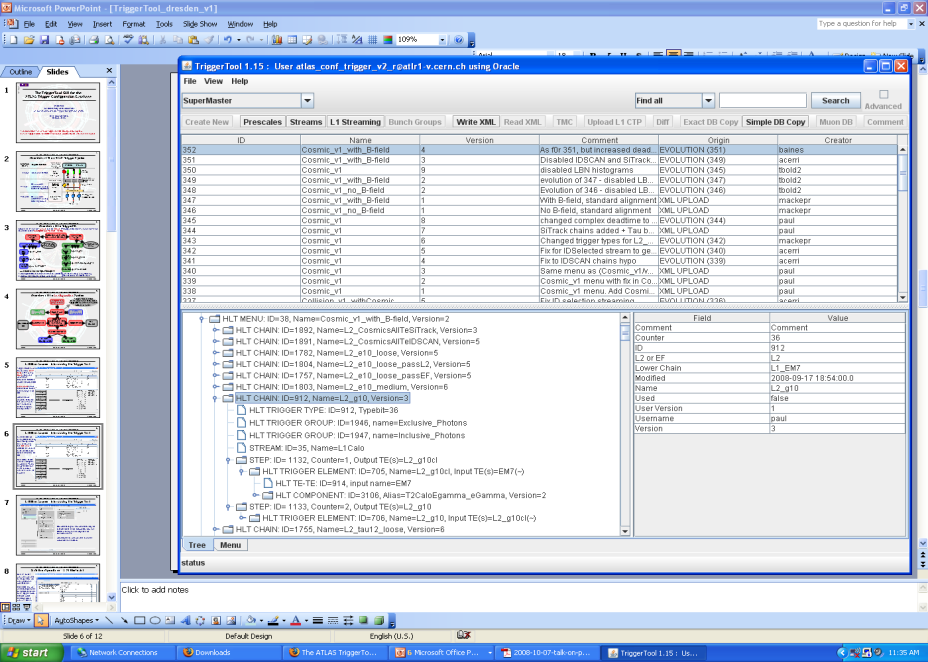 Microsoft PowerPoint - [TriggerTool_dresden_v1]
File Edit View Insert Format Tools Slide Show Window Help Type a question for help
109%
Outline Slides
TriggerTool 1.15 : User atlas_conf_trigger_v2_r@atlr1-v.cern.ch using Oracle
File View Help
SuperMaster Find all Search Advanced
Create New Prescales Streams L1 Streaming Bunch Groups Write XML Read XML TMC Upload L1 CTP Diff Exact DB Copy Simple DB Copy Muon DB Comment
ID Name Version Comment Origin Creator
352 Cosmic_v1_with_B-field 4 As f0r 351, but increased dead... EVOLUTION (351) baines
351 Cosmic_v1_with_B-field 3 Disabled IDSCAN and SiTrack... EVOLUTION (349) acerri
350 Cosmic_v1 9 disabled LBN histograms EVOLUTION (345) tbold2
349 Cosmic_v1_with_B-field 2 evolution of 347 - disabled LB... EVOLUTION (347) tbold2
348 Cosmic_v1_no_B-field 2 Evolution of 346 - disabled LB... EVOLUTION (346) tbold2
347 Cosmic_v1_with_B-field 1 With B-field, standard alignment XML UPLOAD mackepr
346 Cosmic_v1_no_B-field 1 No B-field, standard alignment XML UPLOAD mackepr
345 Cosmic_v1 8 changed complex deadtime to ... EVOLUTION (344) paul
344 Cosmic_v1 7 SiTrack chains added + Tau b... XML UPLOAD paul
343 Cosmic_v1 6 Changed trigger types for L2_... EVOLUTION (342) mackepr
342 Cosmic_v1 5 Fix for IDSelected stream to ge... EVOLUTION (340) acerri
341 Cosmic_v1 4 Fix to IDSCAN chains hypo EVOLUTION (339) acerri
340 Cosmic_v1 3 Same menu as (Cosmic_v1/v... XML UPLOAD paul
339 Cosmic_v1 2 Cosmic_v1 menu with fix in Co... XML UPLOAD paul
338 Cosmic_v1 1 Cosmic_v1 menu. Add Cosmi... XML UPLOAD paul
337 Collision_v1_withCosmic 5 Fix ID selection streaming EVOLUTION (336) acerri
HLT MENU: ID=38, Name=Cosmic_v1_with_B-field, Version=2
HLT CHAIN: ID=1892, Name=L2_CosmicsAllTeSiTrack, Version=3
HLT CHAIN: ID=1891, Name=L2_CosmicsAllTeIDSCAN, Version=5
HLT CHAIN: ID=1782, Name=L2_e10_loose, Version=5
HLT CHAIN: ID=1804, Name=L2_e10_loose_passL2, Version=5
HLT CHAIN: ID=1757, Name=L2_e10_loose_passEF, Version=5
HLT CHAIN: ID=1803, Name=L2_e10_medium, Version=6
HLT CHAIN: ID=912, Name=L2_g10, Version=3
HLT TRIGGER TYPE: ID=912, Typebit=36
HLT TRIGGER GROUP: ID=1946, name=Exclusive_Photons
HLT TRIGGER GROUP: ID=1947, name=Inclusive_Photons
STREAM: ID=35, Name=L1Calo
STEP: ID= 1132, Counter=1, Output TE(s)=L2_g10cl
HLT TRIGGER ELEMENT: ID=705, Name=L2_g10cl, Input TE(s)=EM7(~)
HLT TE-TE: ID=914, input name=EM7
HLT COMPONENT: ID=3106, Alias=T2CaloEgamma_eGamma, Version=2
STEP: ID= 1133, Counter=2, Output TE(s)=L2_g10
HLT TRIGGER ELEMENT: ID=706, Name=L2_g10, Input TE(s)=L2_g10cl(~)
HLT CHAIN: ID=1755, Name=L2_tau12_loose, Version=6
Field Value
Comment Comment
Counter 36
ID 912
L2 or EF L2
Lower Chain L1_EM7
Modified 2008-09-17 18:54:00.0
Name L2_g10
Used false
User Version 1
Username paul
Version 3
Tree Menu
status
1
2
3
4
5
6
7
8
Click to add notes
Draw AutoShapes
Slide 6 of 12 Default Design English (U.S.)
start Network Connections Downloads The ATLAS TriggerTo... 6 Microsoft Office P... 2008-10-07-talk-on-p... TriggerTool 1.15 : Us... 11:35 AM